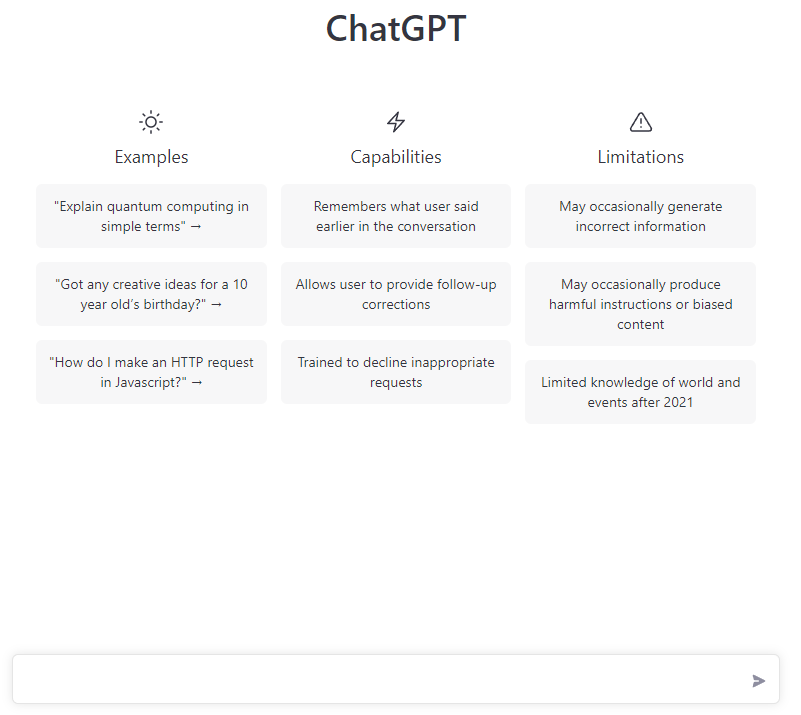 ChatGPT
Examples
"Explain quantum computing in
simple terms" →
"Got any creative ideas for a 10
year old’s birthday?" →
"How do I make an HTTP request
in Javascript?" →
Capabilities
Remembers what user said
earlier in the conversation
Allows user to provide follow-up
corrections
Trained to decline inappropriate
requests
Limitations
May occasionally generate
incorrect information
May occasionally produce
harmful instructions or biased
content
Limited knowledge of world and
events after 2021